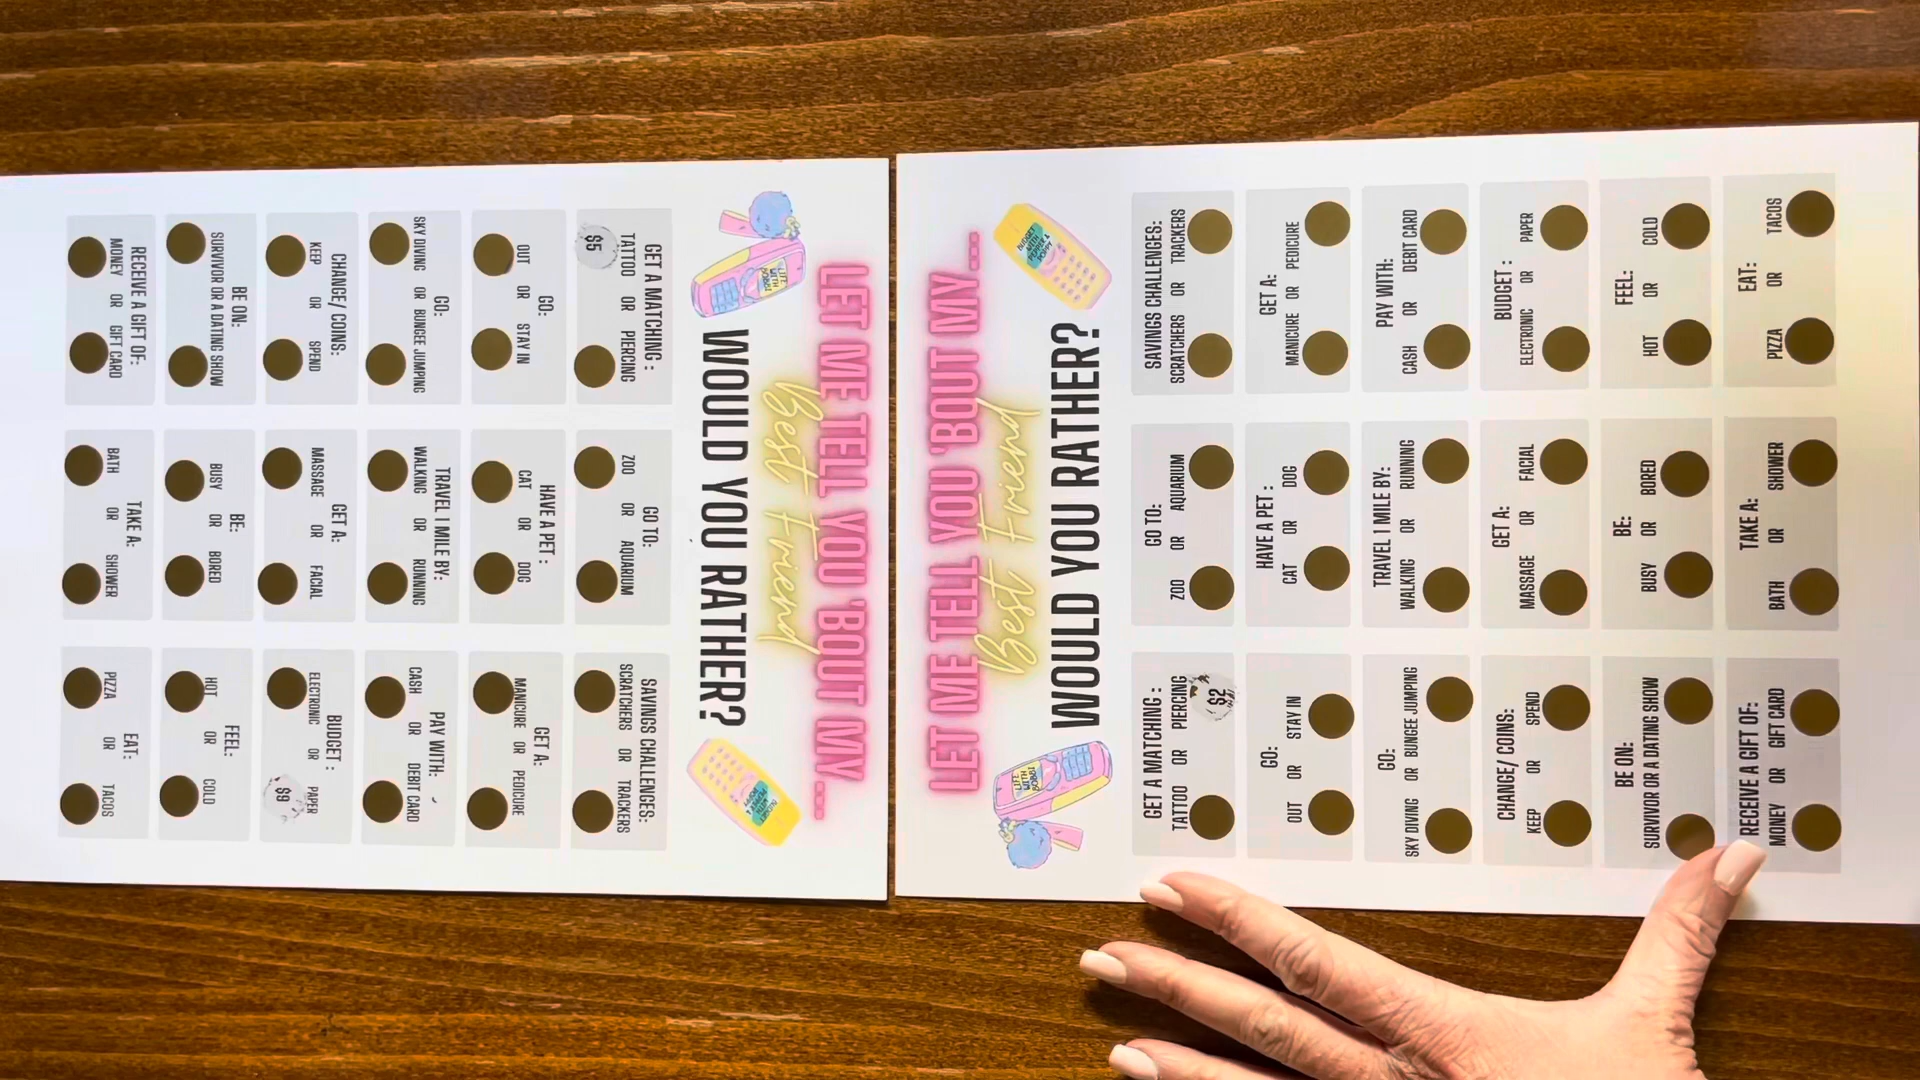 LET ME TELL YOU 'BOUT MY...
Best Friend
WOULD YOU RATHER?
GET A MATCHING :
TATTOO OR PIERCING
$5
GO TO:
ZOO OR AQUARIUM
SAVINGS CHALLENGES:
SCRATCHERS OR TRACKERS
GO:
OUT OR STAY IN
HAVE A PET :
CAT OR DOG
GET A:
MANICURE OR PEDICURE
GO:
SKY DIVING OR BUNGEE JUMPING
TRAVEL 1 MILE BY:
WALKING OR RUNNING
PAY WITH:
CASH OR DEBIT CARD
CHANGE/ COINS:
KEEP OR SPEND
GET A:
MASSAGE OR FACIAL
BUDGET :
ELECTRONIC OR PAPER
$9
BE ON:
SURVIVOR OR A DATING SHOW
BE:
BUSY OR BORED
FEEL:
HOT OR COLD
RECEIVE A GIFT OF:
MONEY OR GIFT CARD
TAKE A:
BATH OR SHOWER
EAT:
PIZZA OR TACOS
LET ME TELL YOU 'BOUT MY...
Best Friend
WOULD YOU RATHER?
LIFE WITH BOBBI
SAVINGS CHALLENGES:
SCRATCHERS OR TRACKERS
GO TO:
ZOO OR AQUARIUM
GET A MATCHING :
TATTOO OR PIERCING
$2
GET A:
MANICURE OR PEDICURE
HAVE A PET :
CAT OR DOG
GO:
OUT OR STAY IN
PAY WITH:
CASH OR DEBIT CARD
TRAVEL 1 MILE BY:
WALKING OR RUNNING
GO:
SKY DIVING OR BUNGEE JUMPING
BUDGET :
ELECTRONIC OR PAPER
GET A:
MASSAGE OR FACIAL
CHANGE/ COINS:
KEEP OR SPEND
FEEL:
HOT OR COLD
BE:
BUSY OR BORED
BE ON:
SURVIVOR OR A DATING SHOW
EAT:
PIZZA OR TACOS
TAKE A:
BATH OR SHOWER
RECEIVE A GIFT OF:
MONEY OR GIFT CARD